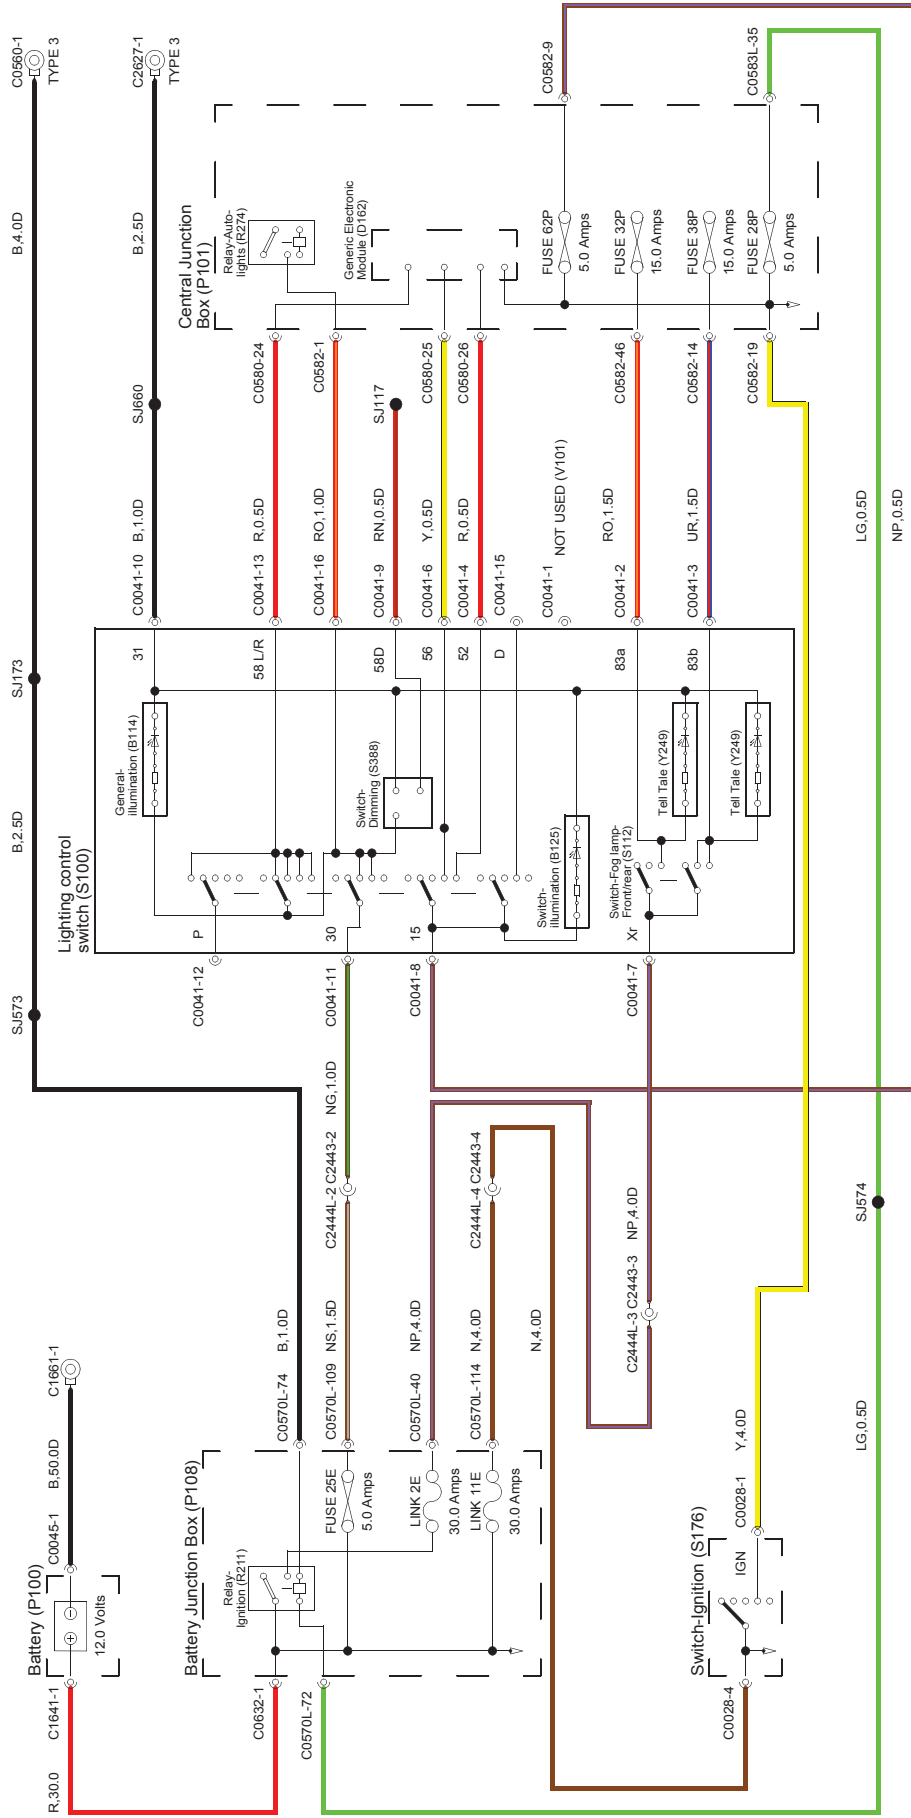 Battery (P100)
12.0 Volts
C1641-1
C0045-1
R,30.0
B,50.0D
C1661-1
Battery Junction Box (P108)
Relay-
Ignition (R211)
FUSE 25E
5.0 Amps
LINK 2E
30.0 Amps
LINK 11E
30.0 Amps
C0632-1
C0570L-72
C0570L-74
C0570L-109
C0570L-40
C0570L-114
B,1.0D
NS,1.5D
NP,4.0D
N,4.0D
N,4.0D
Switch-Ignition (S176)
IGN
C0028-4
C0028-1
Y,4.0D
LG,0.5D
SJ574
C2444L-2
C2443-2
C2444L-4
C2443-4
C2444L-3
C2443-3
NG,1.0D
NP,4.0D
SJ573
SJ173
B,2.5D
B,4.0D
C0560-1
TYPE 3
Lighting control
switch (S100)
C0041-12
C0041-11
C0041-8
C0041-7
P
30
15
Xr
General-
illumination (B114)
Switch-
Dimming (S388)
Switch-
illumination (B125)
Switch-Fog lamp-
Front/rear (S112)
Tell Tale (Y249)
Tell Tale (Y249)
31
58 L/R
58D
56
52
D
83a
83b
C0041-10
C0041-13
C0041-16
C0041-9
C0041-6
C0041-4
C0041-15
C0041-1
C0041-2
C0041-3
B,1.0D
R,0.5D
RO,1.0D
RN,0.5D
Y,0.5D
R,0.5D
NOT USED (V101)
RO,1.5D
UR,1.5D
SJ660
SJ117
B,2.5D
C2627-1
TYPE 3
C0580-24
C0582-1
C0580-25
C0580-26
C0582-46
C0582-14
C0582-19
Central Junction
Box (P101)
Relay-Auto-
lights (R274)
Generic Electronic
Module (D162)
FUSE 62P
5.0 Amps
FUSE 32P
15.0 Amps
FUSE 38P
15.0 Amps
FUSE 28P
5.0 Amps
C0582-9
C0583L-35
LG,0.5D
NP,0.5D